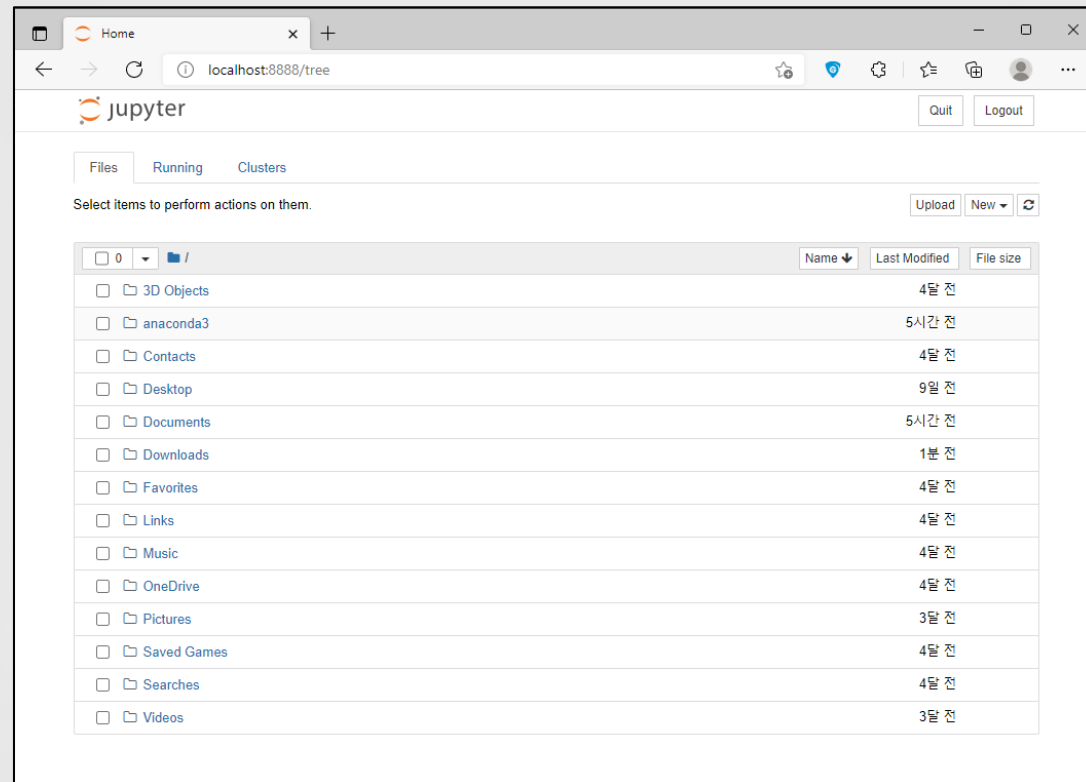 Home
localhost:8888/tree
jupyter
Quit Logout
Files Running Clusters
Select items to perform actions on them.
Upload New
0 / Name Last Modified File size
3D Objects 4달 전
anaconda3 5시간 전
Contacts 4달 전
Desktop 9일 전
Documents 5시간 전
Downloads 1분 전
Favorites 4달 전
Links 4달 전
Music 4달 전
OneDrive 4달 전
Pictures 3달 전
Saved Games 4달 전
Searches 4달 전
Videos 3달 전